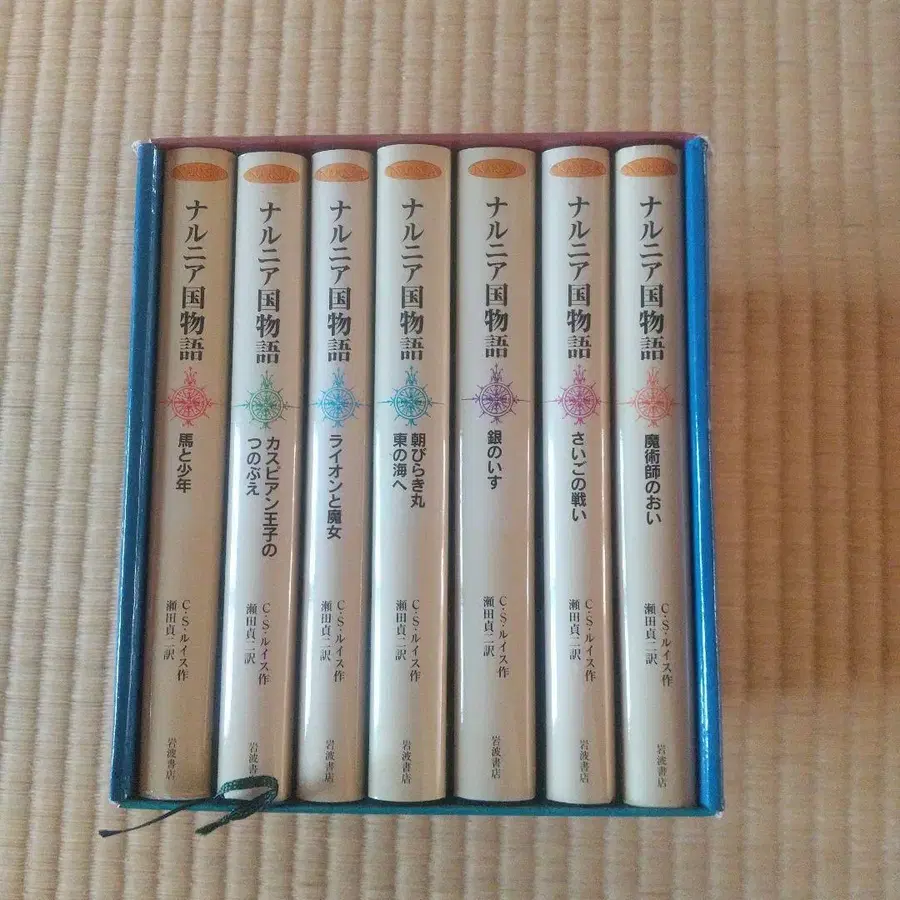 ナルニア国物語
馬と少年
C・S・ルイス作
瀬田貞二訳
岩波書店
ナルニア国物語
カスピアン王子の
つのぶえ
C・S・ルイス作
瀬田貞二訳
岩波書店
ナルニア国物語
ライオンと魔女
C・S・ルイス作
瀬田貞二訳
岩波書店
ナルニア国物語
朝びらき丸
東の海へ
C・S・ルイス作
瀬田貞二訳
岩波書店
ナルニア国物語
銀のいす
C・S・ルイス作
瀬田貞二訳
岩波書店
ナルニア国物語
さいごの戦い
C・S・ルイス作
瀬田貞二訳
岩波書店
ナルニア国物語
魔術師のおい
C・S・ルイス作
瀬田貞二訳
岩波書店